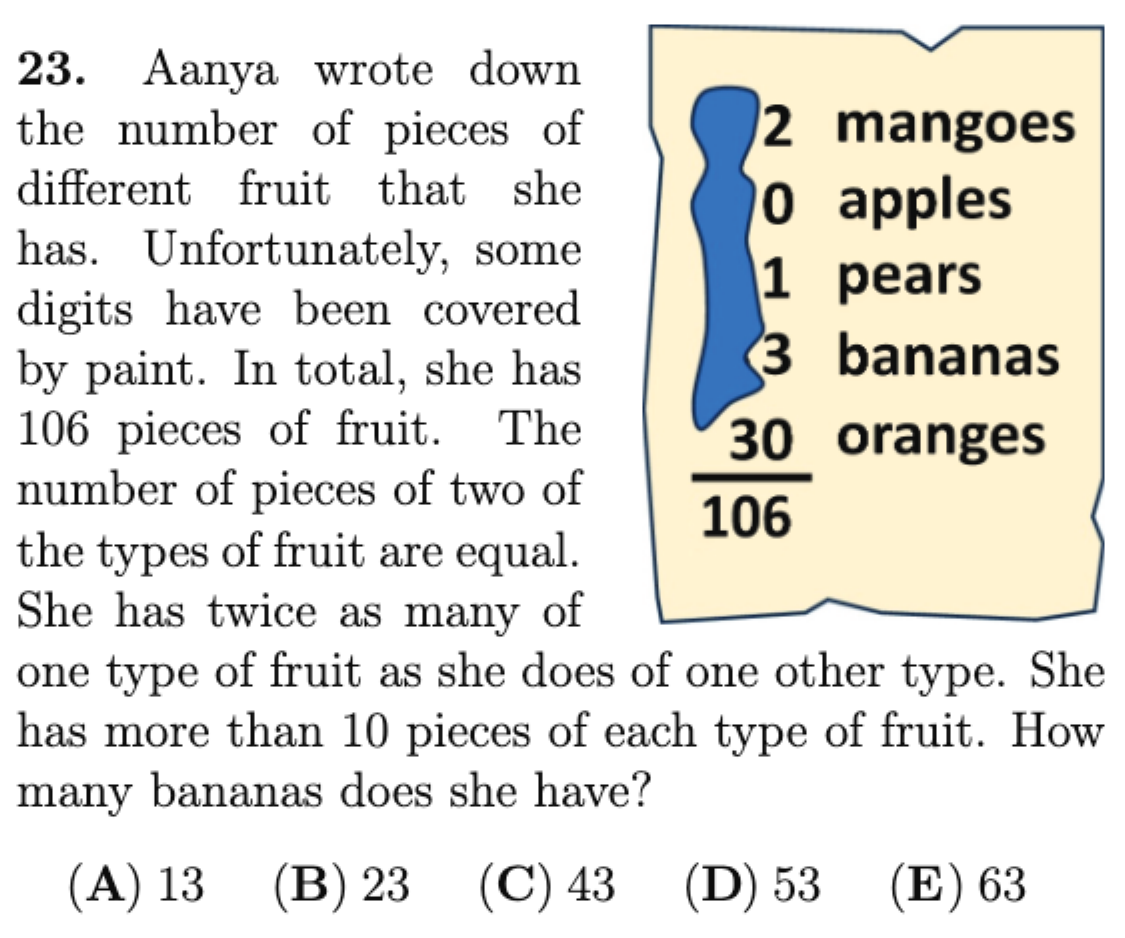 23. Aanya wrote down
the number of pieces of
different fruit that she
has. Unfortunately, some
digits have been covered
by paint. In total, she has
106 pieces of fruit. The
number of pieces of two of
the types of fruit are equal.
She has twice as many of
one type of fruit as she does of one other type. She
has more than 10 pieces of each type of fruit. How
many bananas does she have?
2 mangoes
0 apples
1 pears
3 bananas
30 oranges
106
(A) 13 (B) 23 (C) 43 (D) 53 (E) 63